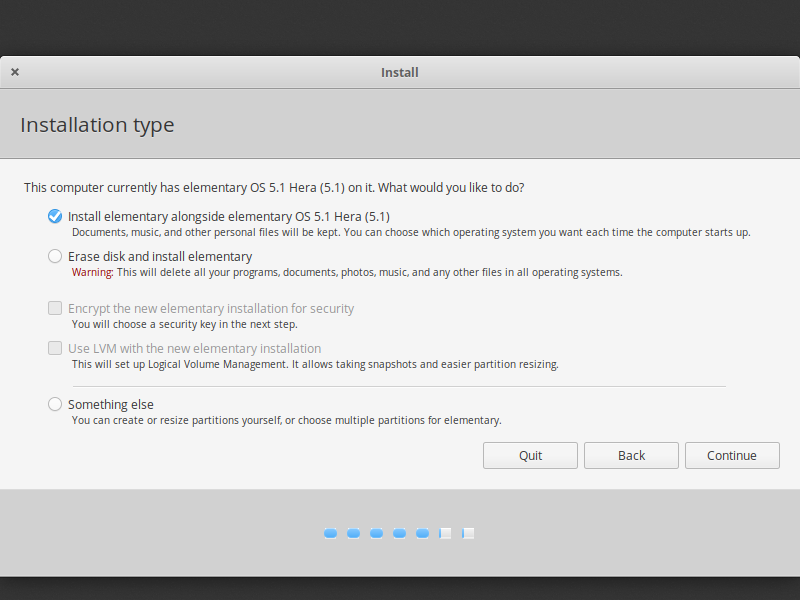 Install
Installation type
This computer currently has elementary OS 5.1 Hera (5.1) on it. What would you like to do?
Install elementary alongside elementary OS 5.1 Hera (5.1)
Documents, music, and other personal files will be kept. You can choose which operating system you want each time the computer starts up.
Erase disk and install elementary
Warning: This will delete all your programs, documents, photos, music, and any other files in all operating systems.
Encrypt the new elementary installation for security
You will choose a security key in the next step.
Use LVM with the new elementary installation
This will set up Logical Volume Management. It allows taking snapshots and easier partition resizing.
Something else
You can create or resize partitions yourself, or choose multiple partitions for elementary.
Quit Back Continue